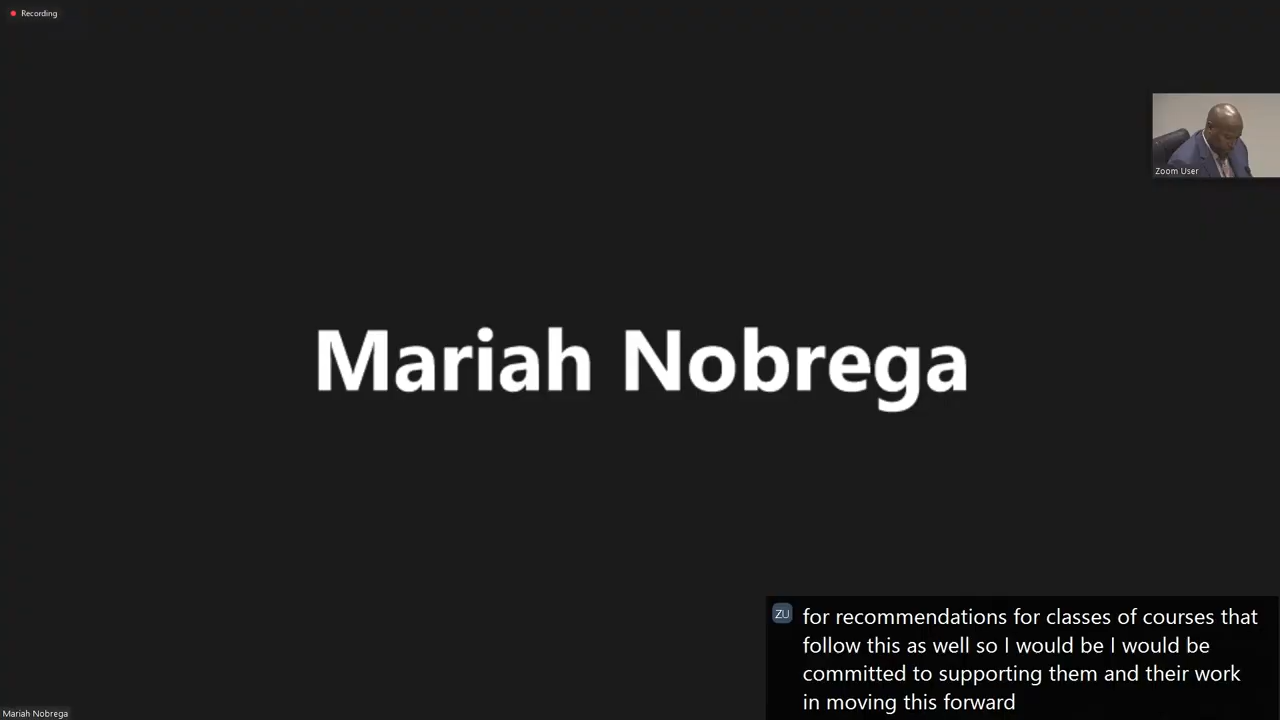 Recording
Zoom User
Mariah Nobrega
ZU
for recommendations for classes of courses that
follow this as well so I would be I would be
committed to supporting them and their work
in moving this forward
Mariah Nobrega